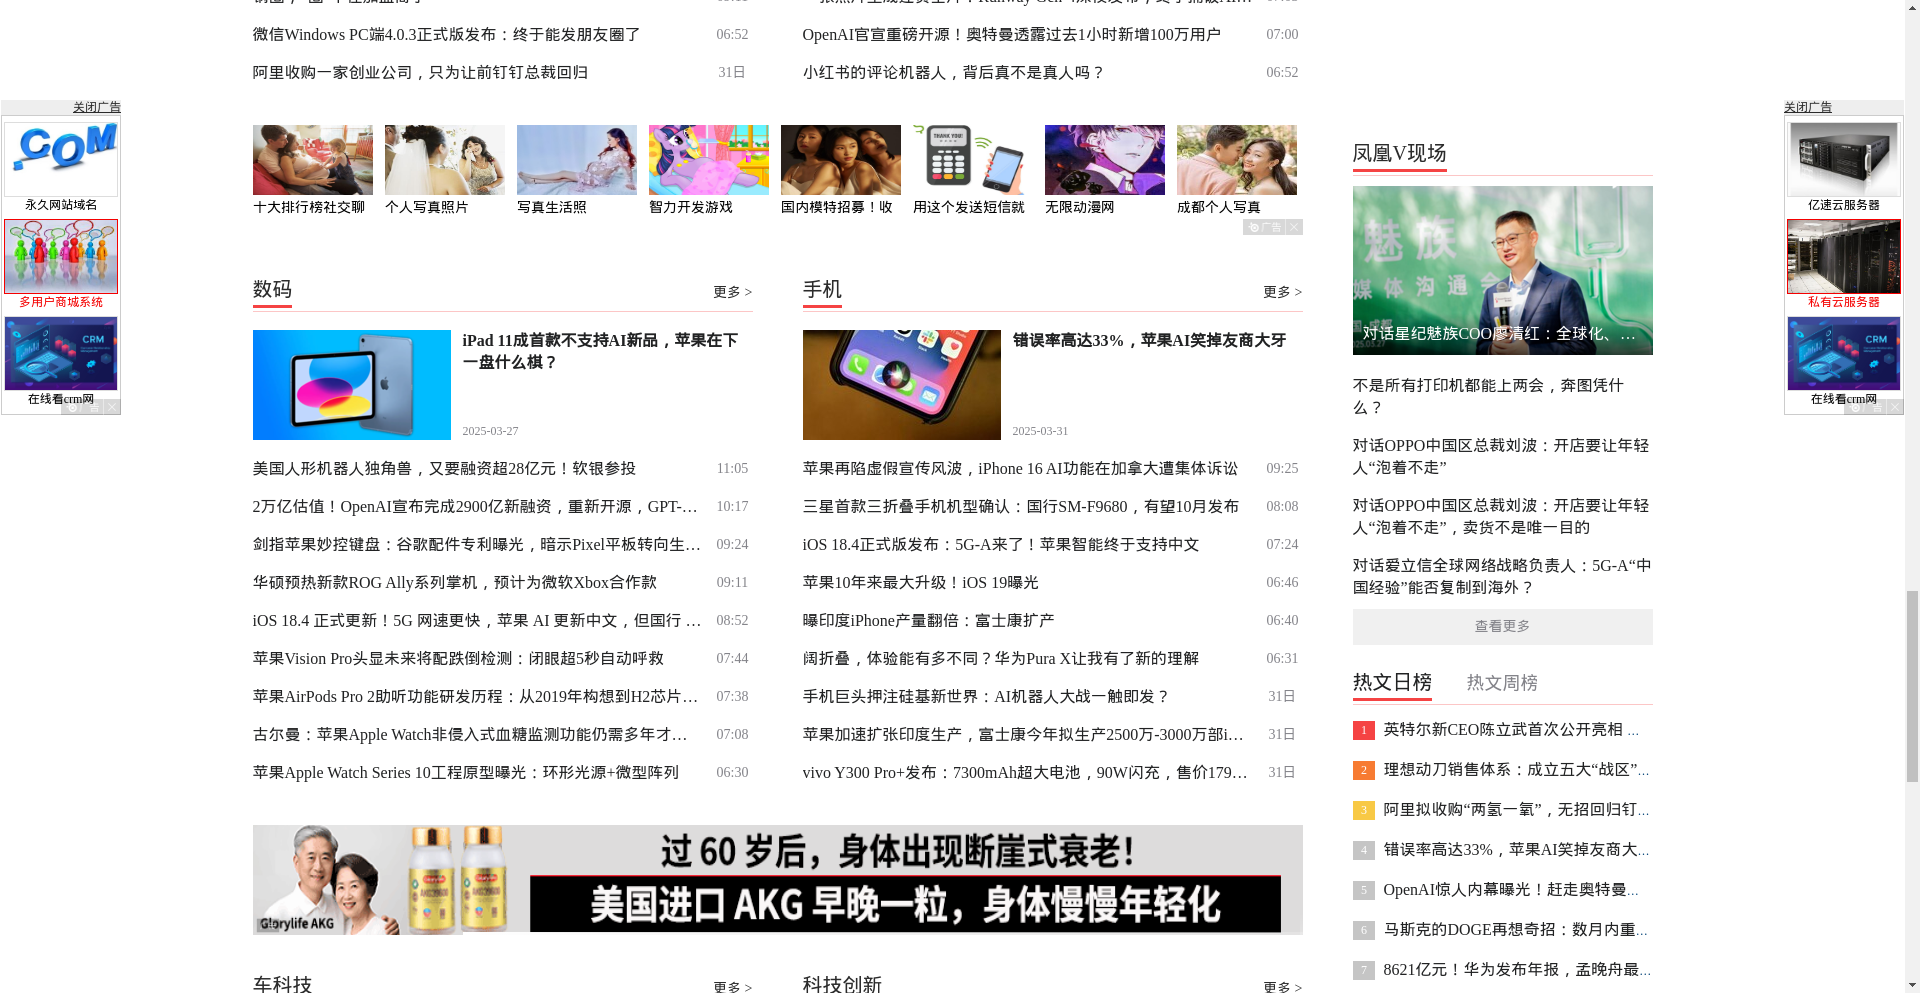 微信Windows PC端4.0.3正式版发布：终于能发朋友圈了 06:52
阿里收购一家创业公司，只为让前钉钉总裁回归 31日
OpenAI官宣重磅开源！奥特曼透露过去1小时新增100万用户 07:00
小红书的评论机器人，背后真不是真人吗？ 06:52
关闭广告
COM
永久网站域名
多用户商城系统
CRM
在线看crm网
广告
十大排行榜社交聊
个人写真照片
写真生活照
智力开发游戏
国内模特招募！收
THANK YOU!
用这个发送短信就
无限动漫网
成都个人写真
广告
数码 更多 >
iPad 11成首款不支持AI新品，苹果在下
一盘什么棋？
2025-03-27
美国人形机器人独角兽，又要融资超28亿元！软银参投 11:05
2万亿估值！OpenAI宣布完成2900亿新融资，重新开源，GPT-… 10:17
剑指苹果妙控键盘：谷歌配件专利曝光，暗示Pixel平板转向生… 09:24
华硕预热新款ROG Ally系列掌机，预计为微软Xbox合作款 09:11
iOS 18.4 正式更新！5G 网速更快，苹果 AI 更新中文，但国行 … 08:52
苹果Vision Pro头显未来将配跌倒检测：闭眼超5秒自动呼救 07:44
苹果AirPods Pro 2助听功能研发历程：从2019年构想到H2芯片… 07:38
古尔曼：苹果Apple Watch非侵入式血糖监测功能仍需多年才… 07:08
苹果Apple Watch Series 10工程原型曝光：环形光源+微型阵列 06:30
手机 更多 >
错误率高达33%，苹果AI笑掉友商大牙
2025-03-31
苹果再陷虚假宣传风波，iPhone 16 AI功能在加拿大遭集体诉讼 09:25
三星首款三折叠手机机型确认：国行SM-F9680，有望10月发布 08:08
iOS 18.4正式版发布：5G-A来了！苹果智能终于支持中文 07:24
苹果10年来最大升级！iOS 19曝光 06:46
曝印度iPhone产量翻倍：富士康扩产 06:40
阔折叠，体验能有多不同？华为Pura X让我有了新的理解 06:31
手机巨头押注硅基新世界：AI机器人大战一触即发？ 31日
苹果加速扩张印度生产，富士康今年拟生产2500万-3000万部i… 31日
vivo Y300 Pro+发布：7300mAh超大电池，90W闪充，售价179… 31日
过 60 岁后，身体出现断崖式衰老！
美国进口 AKG 早晚一粒，身体慢慢年轻化
Glorylife AKG
车科技 更多 >
科技创新 更多 >
凤凰V现场
魅族
媒体沟通会
对话星纪魅族COO廖清红：全球化、…
不是所有打印机都能上两会，奔图凭什
么？
对话OPPO中国区总裁刘波：开店要让年轻
人“泡着不走”
对话OPPO中国区总裁刘波：开店要让年轻
人“泡着不走”，卖货不是唯一目的
对话爱立信全球网络战略负责人：5G-A“中
国经验”能否复制到海外？
查看更多
热文日榜 热文周榜
1 英特尔新CEO陈立武首次公开亮相 ...
2 理想动刀销售体系：成立五大“战区”...
3 阿里拟收购“两氢一氧”，无招回归钉...
4 错误率高达33%，苹果AI笑掉友商大...
5 OpenAI惊人内幕曝光！赶走奥特曼...
6 马斯克的DOGE再想奇招：数月内重...
7 8621亿元！华为发布年报，孟晚舟最...
关闭广告
亿速云服务器
私有云服务器
CRM
在线看crm网
广告